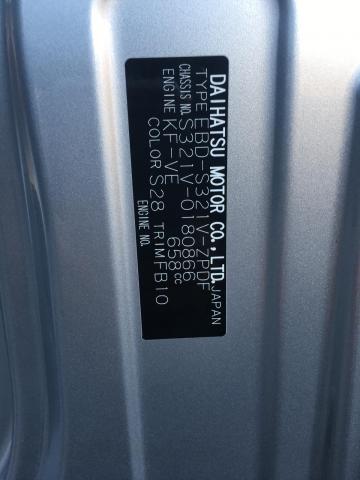 DAIHATSU MOTOR CO.,LTD.
JAPAN
TYPE EBD-S321V-ZPDF
CHASSIS NO. S321V-0180866
ENGINE KF-VE 658cc
COLOR S28 TRIM FB10
ENGINE NO.